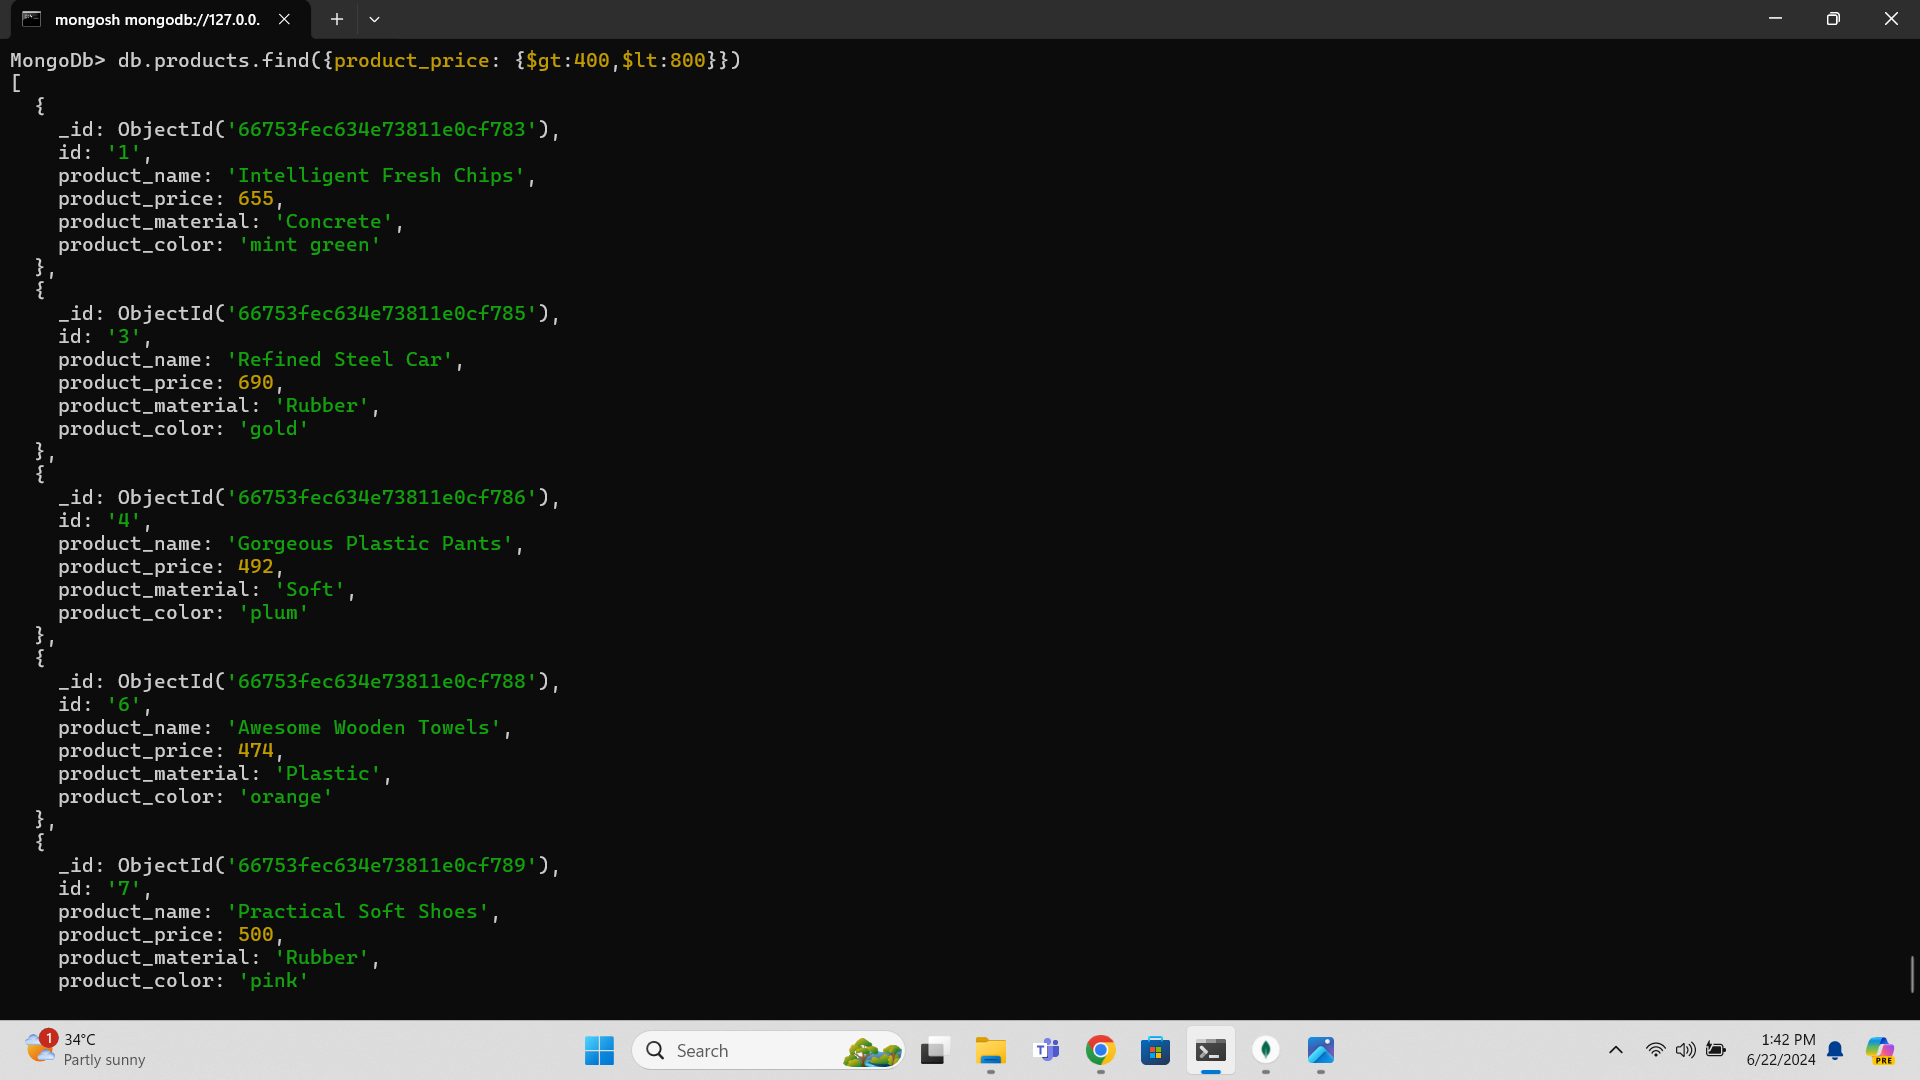 mongosh mongodb://127.0.0.
MongoDb> db.products.find({product_price: {$gt:400,$lt:800}})
[
  {
    _id: ObjectId('66753fec634e73811e0cf783'),
    id: '1',
    product_name: 'Intelligent Fresh Chips',
    product_price: 655,
    product_material: 'Concrete',
    product_color: 'mint green'
  },
  {
    _id: ObjectId('66753fec634e73811e0cf785'),
    id: '3',
    product_name: 'Refined Steel Car',
    product_price: 690,
    product_material: 'Rubber',
    product_color: 'gold'
  },
  {
    _id: ObjectId('66753fec634e73811e0cf786'),
    id: '4',
    product_name: 'Gorgeous Plastic Pants',
    product_price: 492,
    product_material: 'Soft',
    product_color: 'plum'
  },
  {
    _id: ObjectId('66753fec634e73811e0cf788'),
    id: '6',
    product_name: 'Awesome Wooden Towels',
    product_price: 474,
    product_material: 'Plastic',
    product_color: 'orange'
  },
  {
    _id: ObjectId('66753fec634e73811e0cf789'),
    id: '7',
    product_name: 'Practical Soft Shoes',
    product_price: 500,
    product_material: 'Rubber',
    product_color: 'pink'
1
34°C
Partly sunny
Search
1:42 PM
6/22/2024
PRE